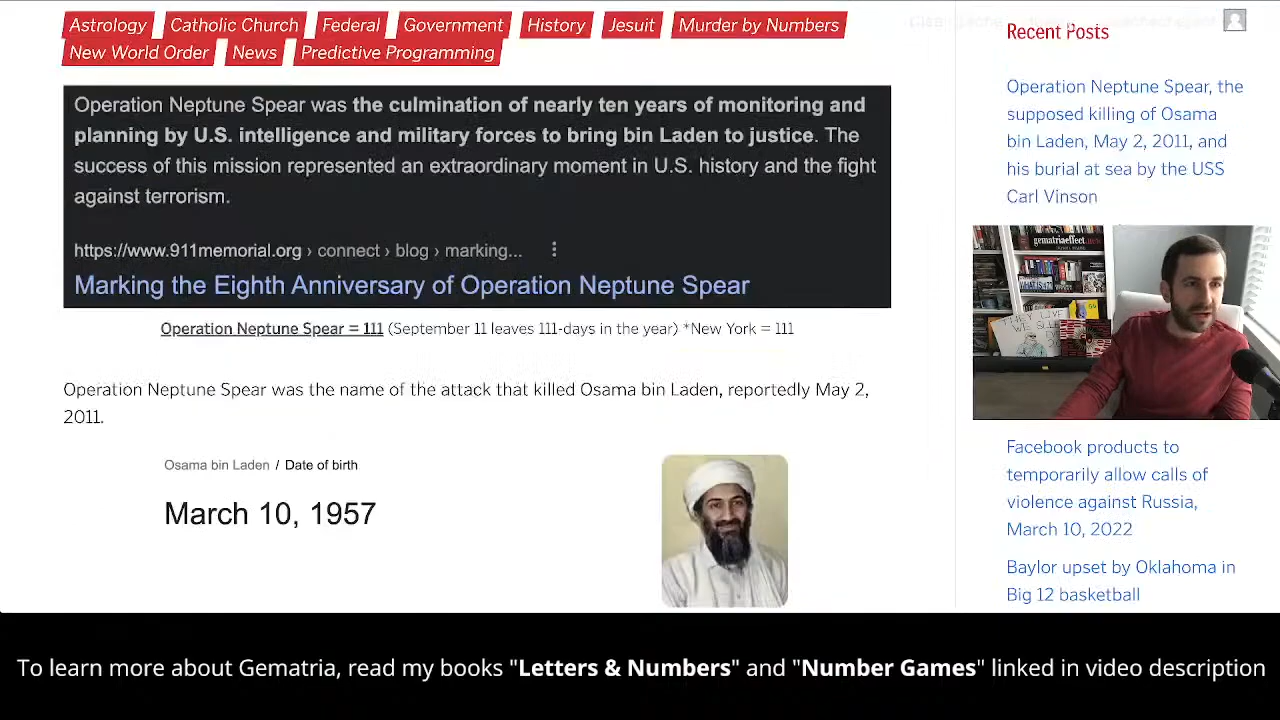 Astrology Catholic Church Federal Government History Jesuit Murder by Numbers
New World Order News Predictive Programming
Operation Neptune Spear was the culmination of nearly ten years of monitoring and
planning by U.S. intelligence and military forces to bring bin Laden to justice. The
success of this mission represented an extraordinary moment in U.S. history and the fight
against terrorism.
https://www.911memorial.org › connect › blog › marking...
Marking the Eighth Anniversary of Operation Neptune Spear
Operation Neptune Spear = 111 (September 11 leaves 111-days in the year) *New York = 111
Operation Neptune Spear was the name of the attack that killed Osama bin Laden, reportedly May 2,
2011.
Osama bin Laden / Date of birth
March 10, 1957
Recent Posts
Operation Neptune Spear, the
supposed killing of Osama
bin Laden, May 2, 2011, and
his burial at sea by the USS
Carl Vinson
gematriaeffect
Facebook products to
temporarily allow calls of
violence against Russia,
March 10, 2022
Baylor upset by Oklahoma in
Big 12 basketball
To learn more about Gematria, read my books "Letters & Numbers" and "Number Games" linked in video description